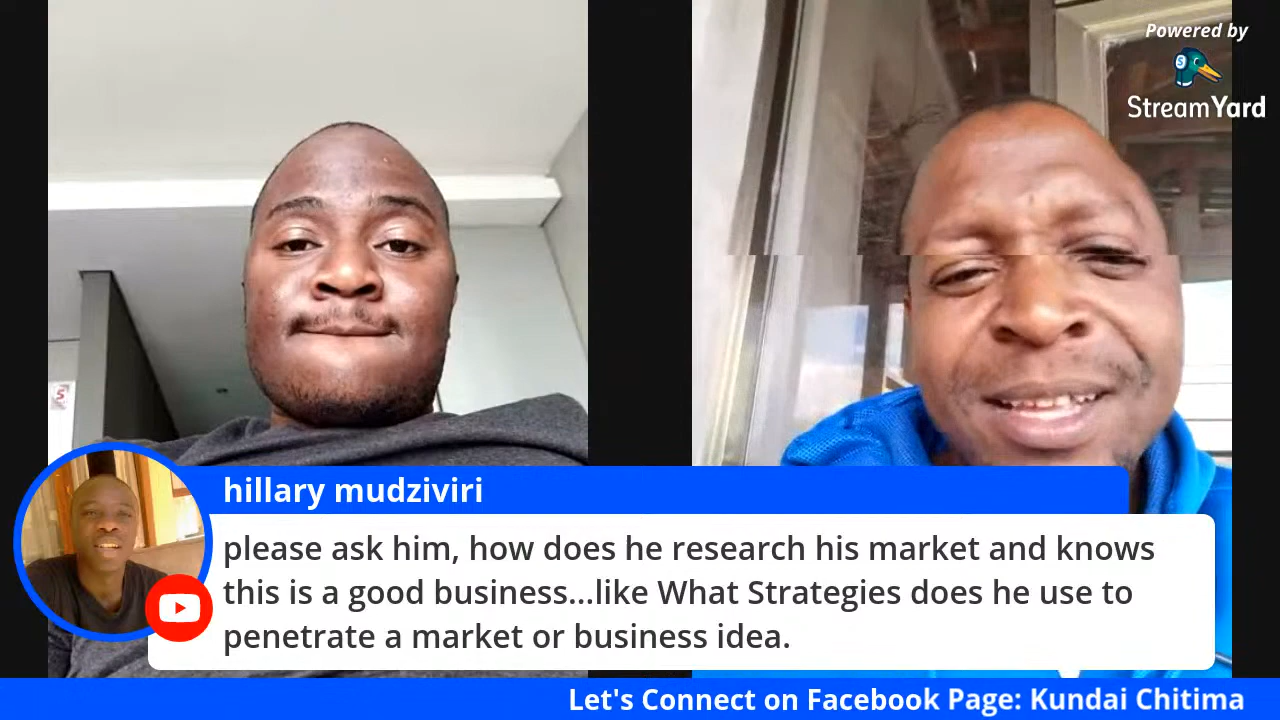 Powered by
StreamYard
hillary mudziviri
please ask him, how does he research his market and knows
this is a good business...like What Strategies does he use to
penetrate a market or business idea.
Let's Connect on Facebook Page: Kundai Chitima